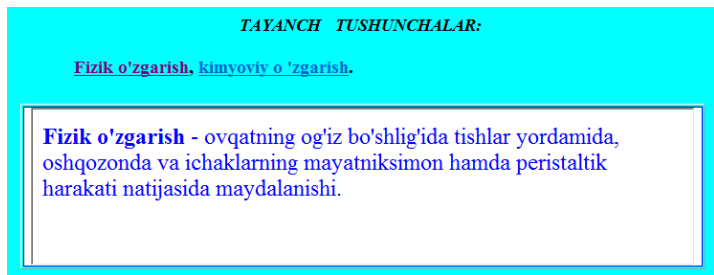 TAYANCH TUSHUNCHALAR:
Fizik o'zgarish, kimyoviy o 'zgarish.
Fizik o'zgarish - ovqatning og'iz bo'shlig'ida tishlar yordamida,
oshqozonda va ichaklarning mayatniksimon hamda peristaltik
harakati natijasida maydalanishi.